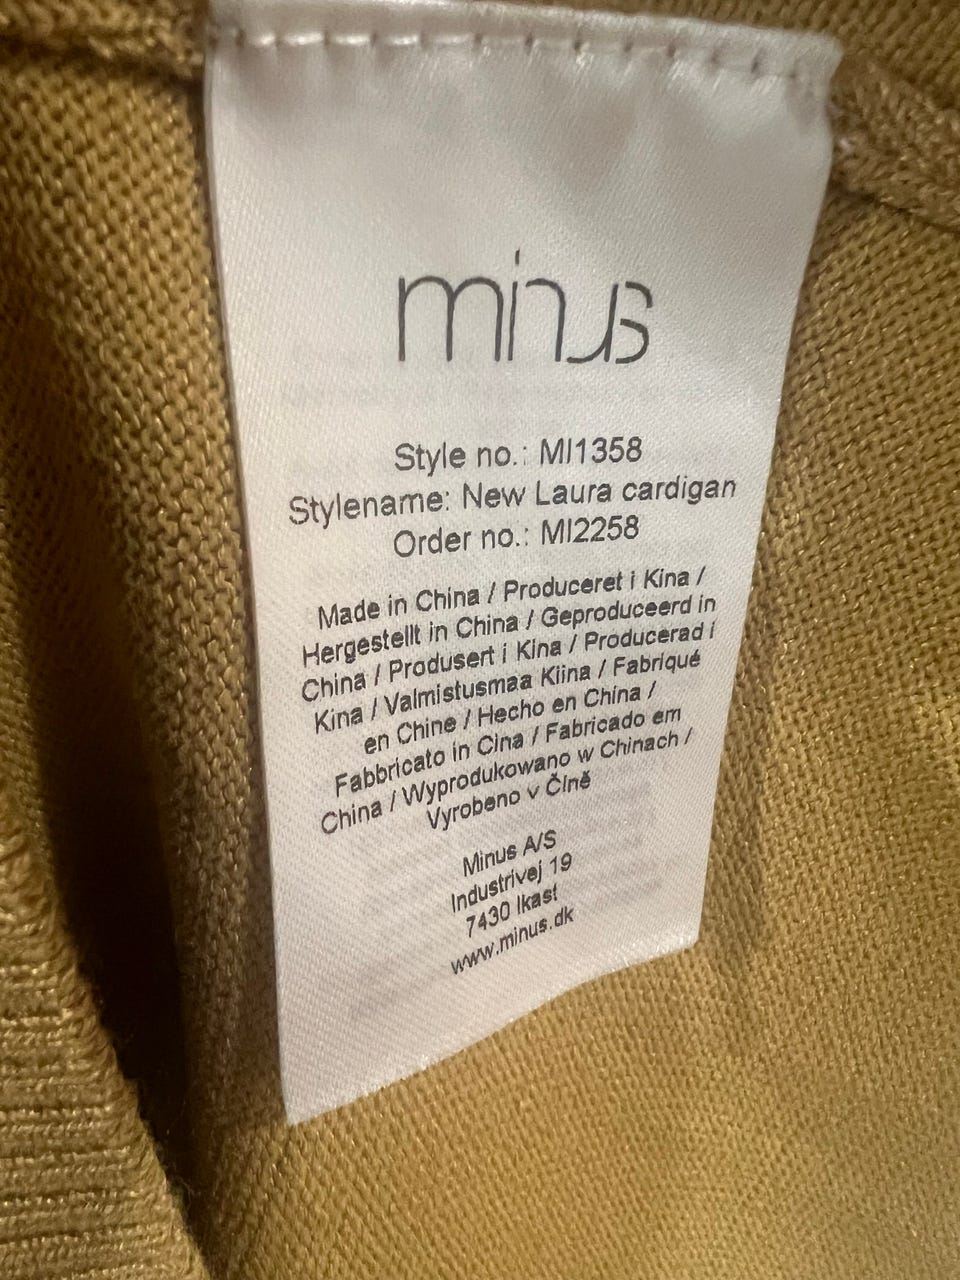 minus
Style no.: MI1358
Stylename: New Laura cardigan
Order no.: MI2258
Made in China / Produceret i Kina /
Hergestellt in China / Geproduceerd in
China / Produsert i Kina / Producerad i
Kina / Valmistusmaa Kiina / Fabriqué
en Chine / Hecho en China /
Fabbricato in Cina / Fabricado em
China / Wyprodukowano w Chinach /
Vyrobeno v Číně
Minus A/S
Industrivej 19
7430 Ikast
www.minus.dk